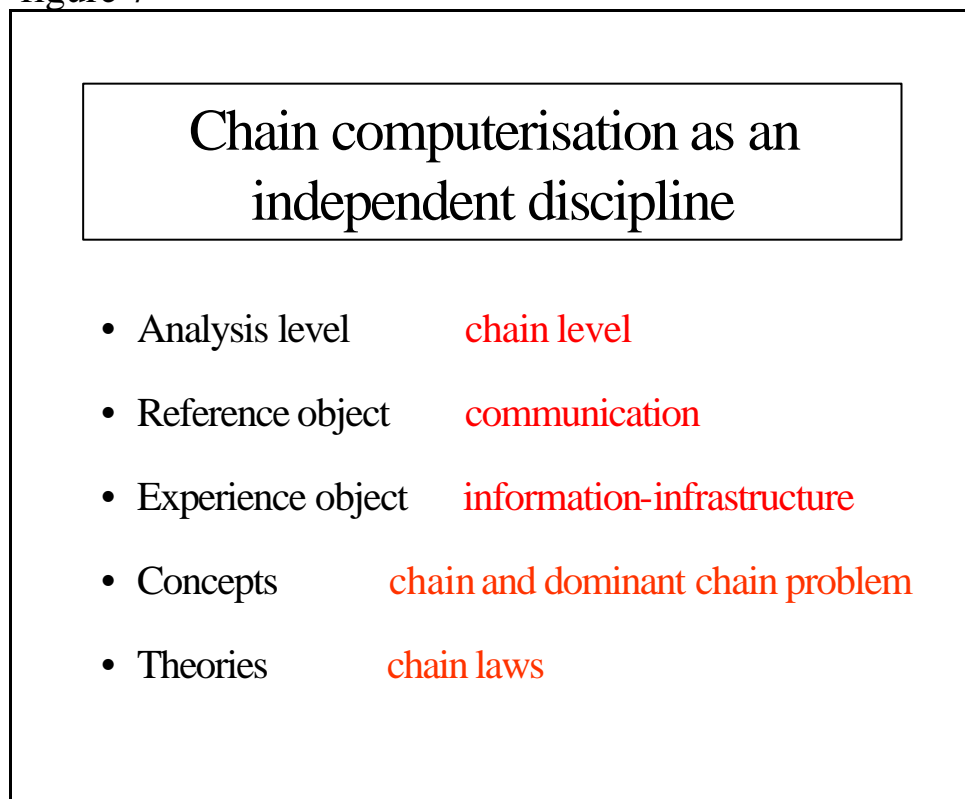 Chain computerisation as an
independent discipline
• Analysis level chain level
• Reference object communication
• Experience object information-infrastructure
• Concepts chain and dominant chain problem
• Theories chain laws